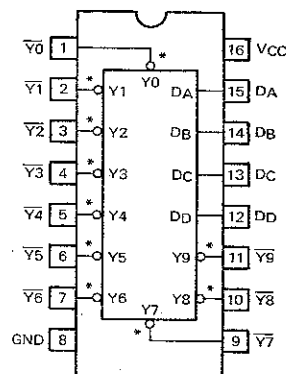 Y0 1 * 16 VCC
Y1 2 * Y1 Y0 DA 15 DA
Y2 3 * Y2 DB 14 DB
Y3 4 * Y3 DC 13 DC
Y4 5 * Y4 DD 12 DD
Y5 6 * Y5 Y9 * 11 Y9
Y6 7 * Y6 Y8 * 10 Y8
GND 8 * Y7 9 Y7